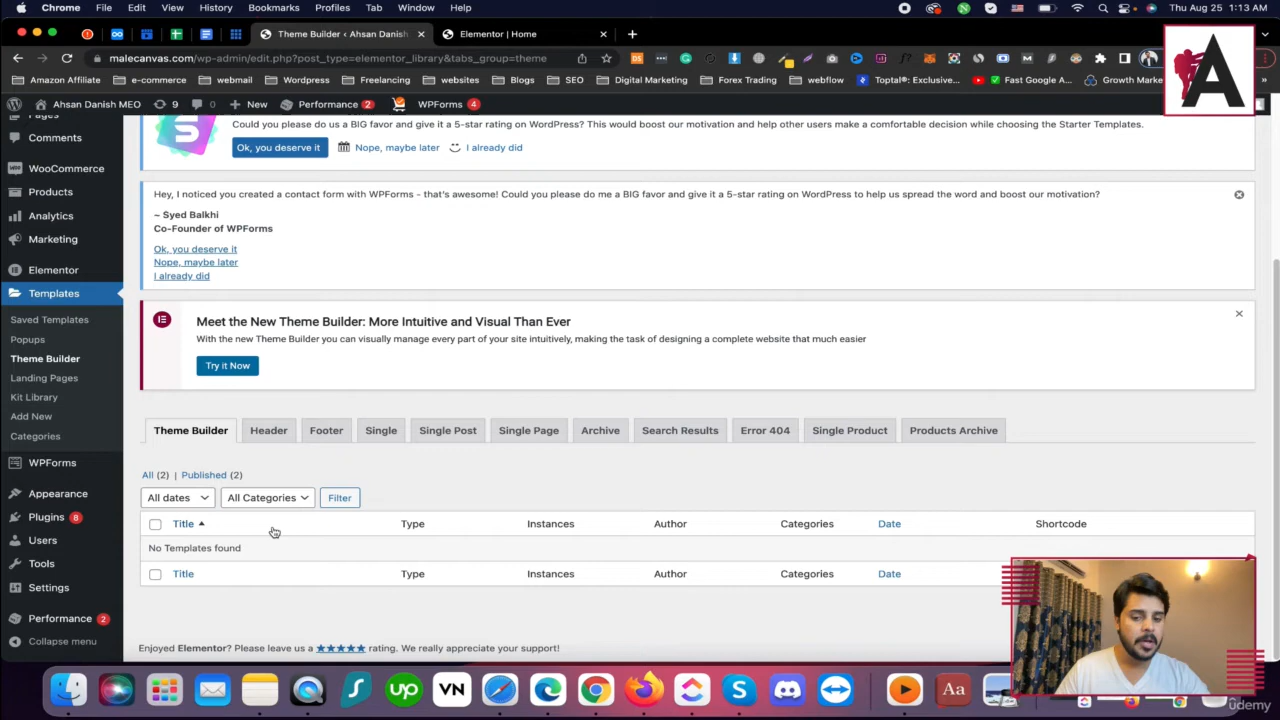 Chrome File Edit View History Bookmarks Profiles Tab Window Help Thu Aug 25 1:13 AM
Theme Builder ‹ Ahsan Danish Elementor | Home
malecanvas.com/wp-admin/edit.php?post_type=elementor_library&tabs_group=theme
Amazon Affiliate e-commerce webmail Wordpress Freelancing websites Blogs SEO Digital Marketing Forex Trading webflow Toptal®: Exclusive... Fast Google A... Growth Marketi
Ahsan Danish MEO 9 0 New Performance 2 WPForms 4
A
Pages
Comments
WooCommerce
Products
Analytics
Marketing
Elementor
Templates
Saved Templates
Popups
Theme Builder
Landing Pages
Kit Library
Add New
Categories
WPForms
Appearance
Plugins 8
Users
Tools
Settings
Performance 2
Collapse menu
Could you please do us a BIG favor and give it a 5-star rating on WordPress? This would boost our motivation and help other users make a comfortable decision while choosing the Starter Templates.
Ok, you deserve it Nope, maybe later I already did
Hey, I noticed you created a contact form with WPForms - that's awesome! Could you please do me a BIG favor and give it a 5-star rating on WordPress to help us spread the word and boost our motivation?
~ Syed Balkhi
Co-Founder of WPForms
Ok, you deserve it
Nope, maybe later
I already did
Meet the New Theme Builder: More Intuitive and Visual Than Ever
With the new Theme Builder you can visually manage every part of your site intuitively, making the task of designing a complete website that much easier
Try it Now
Theme Builder Header Footer Single Single Post Single Page Archive Search Results Error 404 Single Product Products Archive
All (2) | Published (2)
All dates All Categories Filter
Title Type Instances Author Categories Date Shortcode
No Templates found
Title Type Instances Author Categories Date
Enjoyed Elementor? Please leave us a ★★★★★ rating. We really appreciate your support!
up VN S Aa
udemy